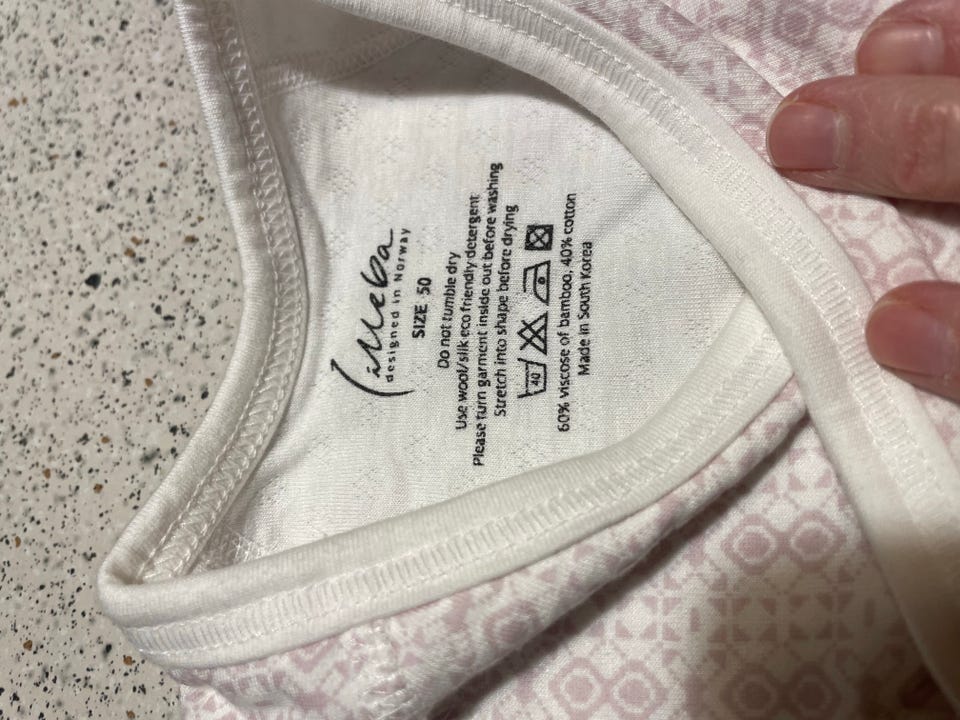 Lilleba
designed in Norway
SIZE 50
Do not tumble dry
Use wool/silk eco friendly detergent
Please turn garment inside out before washing
Stretch into shape before drying
40
60% viscose of bamboo, 40% cotton
Made in South Korea